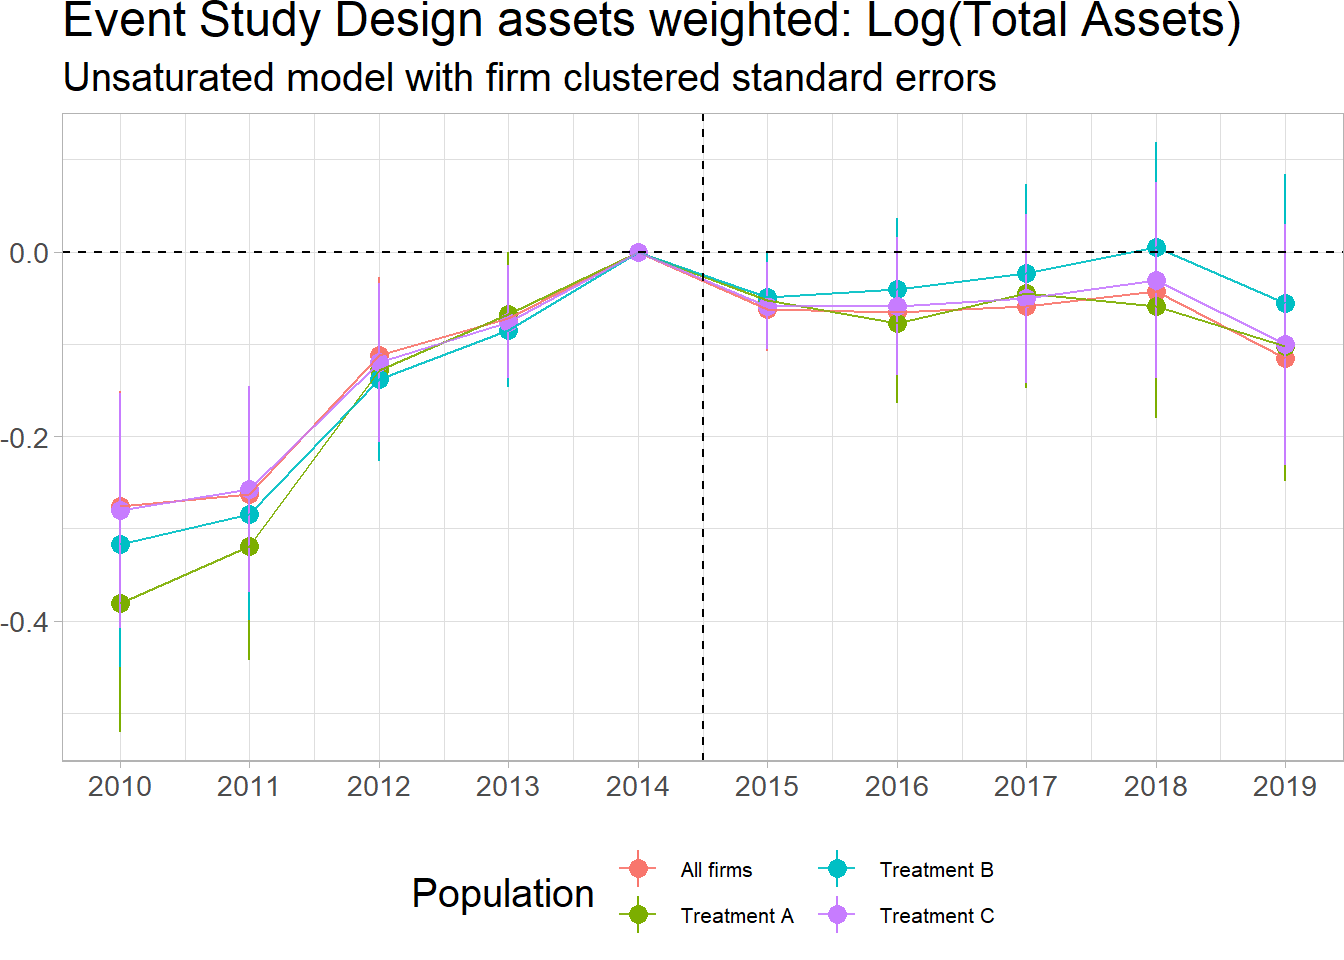 Event Study Design assets weighted: Log(Total Assets)
Unsaturated model with firm clustered standard errors
0.0
-0.2
-0.4
2010 2011 2012 2013 2014 2015 2016 2017 2018 2019
Population
All firms
Treatment A
Treatment B
Treatment C